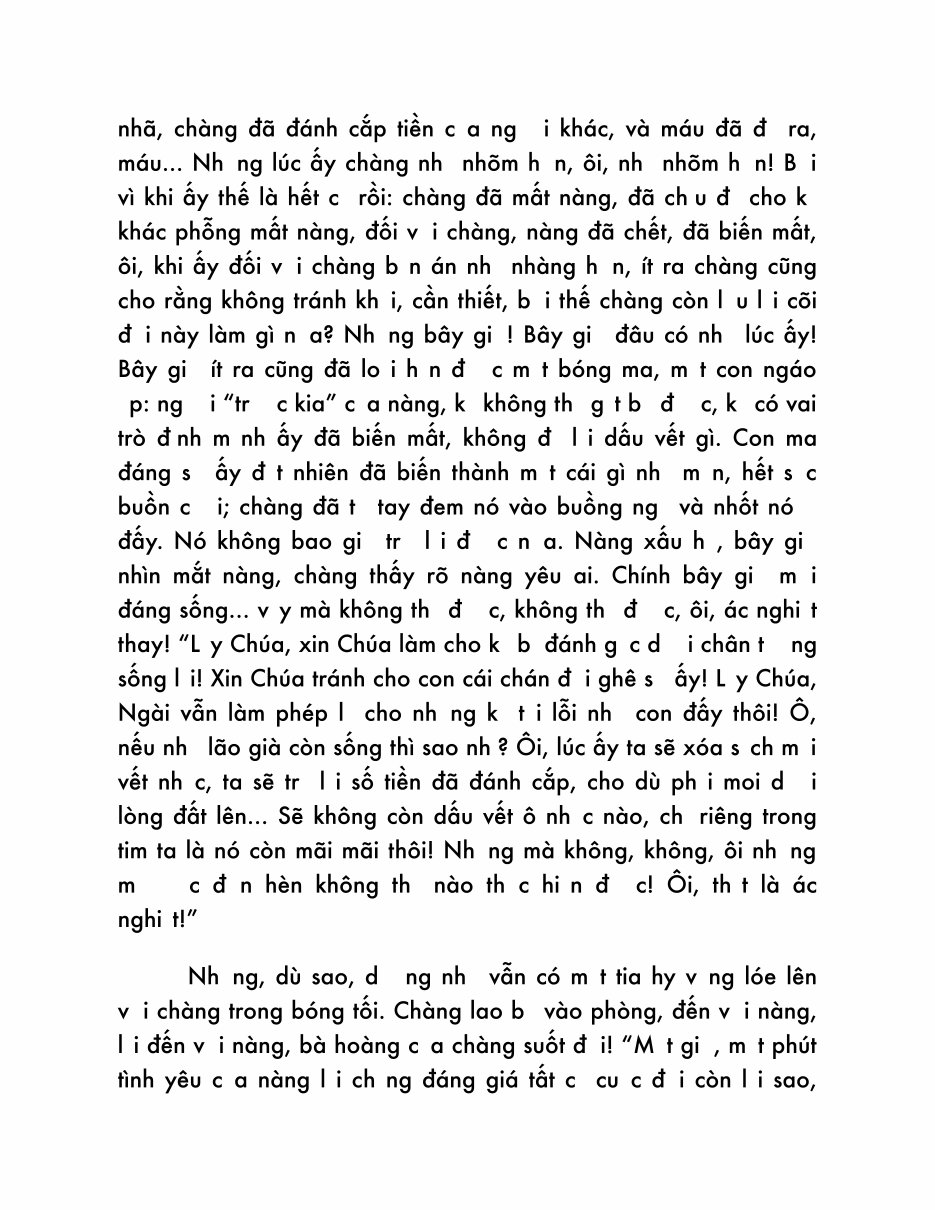 nhã, chàng đã đánh cắp tiền c a ng  i khác, và máu đã đ  ra,
máu... Nh ng lúc ấy chàng nh  nhõm h n, ôi, nh  nhõm h n! B i
vì khi ấy thế là hết c  rồi: chàng đã mất nàng, đã ch u đ  cho k
khác phỗng mất nàng, đối v i chàng, nàng đã chết, đã biến mất,
ôi, khi ấy đối v i chàng b n án nh  nhàng h n, ít ra chàng cũng
cho rằng không tránh kh i, cần thiết, b i thế chàng còn l u l i cõi
đ i này làm gì n a? Nh ng bây gi ! Bây gi  đâu có nh  lúc ấy!
Bây gi  ít ra cũng đã lo i h n đ  c m t bóng ma, m t con ngáo
 p: ng  i “tr  c kia” c a nàng, k  không th  g t b  đ  c, k  có vai
trò đ nh m nh ấy đã biến mất, không đ  l i dấu vết gì. Con ma
đáng s  ấy đ t nhiên đã biến thành m t cái gì nh  m n, hết s c
buồn c  i; chàng đã t  tay đem nó vào buồng ng  và nhốt nó
đấy. Nó không bao gi  tr  l i đ  c n a. Nàng xấu h , bây gi
nhìn mắt nàng, chàng thấy rõ nàng yêu ai. Chính bây gi  m i
đáng sống... v y mà không th  đ  c, không th  đ  c, ôi, ác nghi t
thay! “L y Chúa, xin Chúa làm cho k  b  đánh g c d  i chân t  ng
sống l i! Xin Chúa tránh cho con cái chán đ i ghê s  ấy! L y Chúa,
Ngài vẫn làm phép l  cho nh ng k  t i lỗi nh  con đấy thôi! Ô,
nếu nh  lão già còn sống thì sao nh ? Ôi, lúc ấy ta sẽ xóa s ch m i
vết nh c, ta sẽ tr  l i số tiền đã đánh cắp, cho dù ph i moi d  i
lòng đất lên... Sẽ không còn dấu vết ô nh c nào, ch  riêng trong
tim ta là nó còn mãi mãi thôi! Nh ng mà không, không, ôi nh ng
m    c đ n hèn không th  nào th c hi n đ  c! Ôi, th t là ác
nghi t!”
Nh ng, dù sao, d  ng nh  vẫn có m t tia hy v ng lóe lên
v i chàng trong bóng tối. Chàng lao b  vào phòng, đến v i nàng,
l i đến v i nàng, bà hoàng c a chàng suốt đ i! “M t gi , m t phút
tình yêu c a nàng l i ch ng đáng giá tất c  cu c đ i còn l i sao,